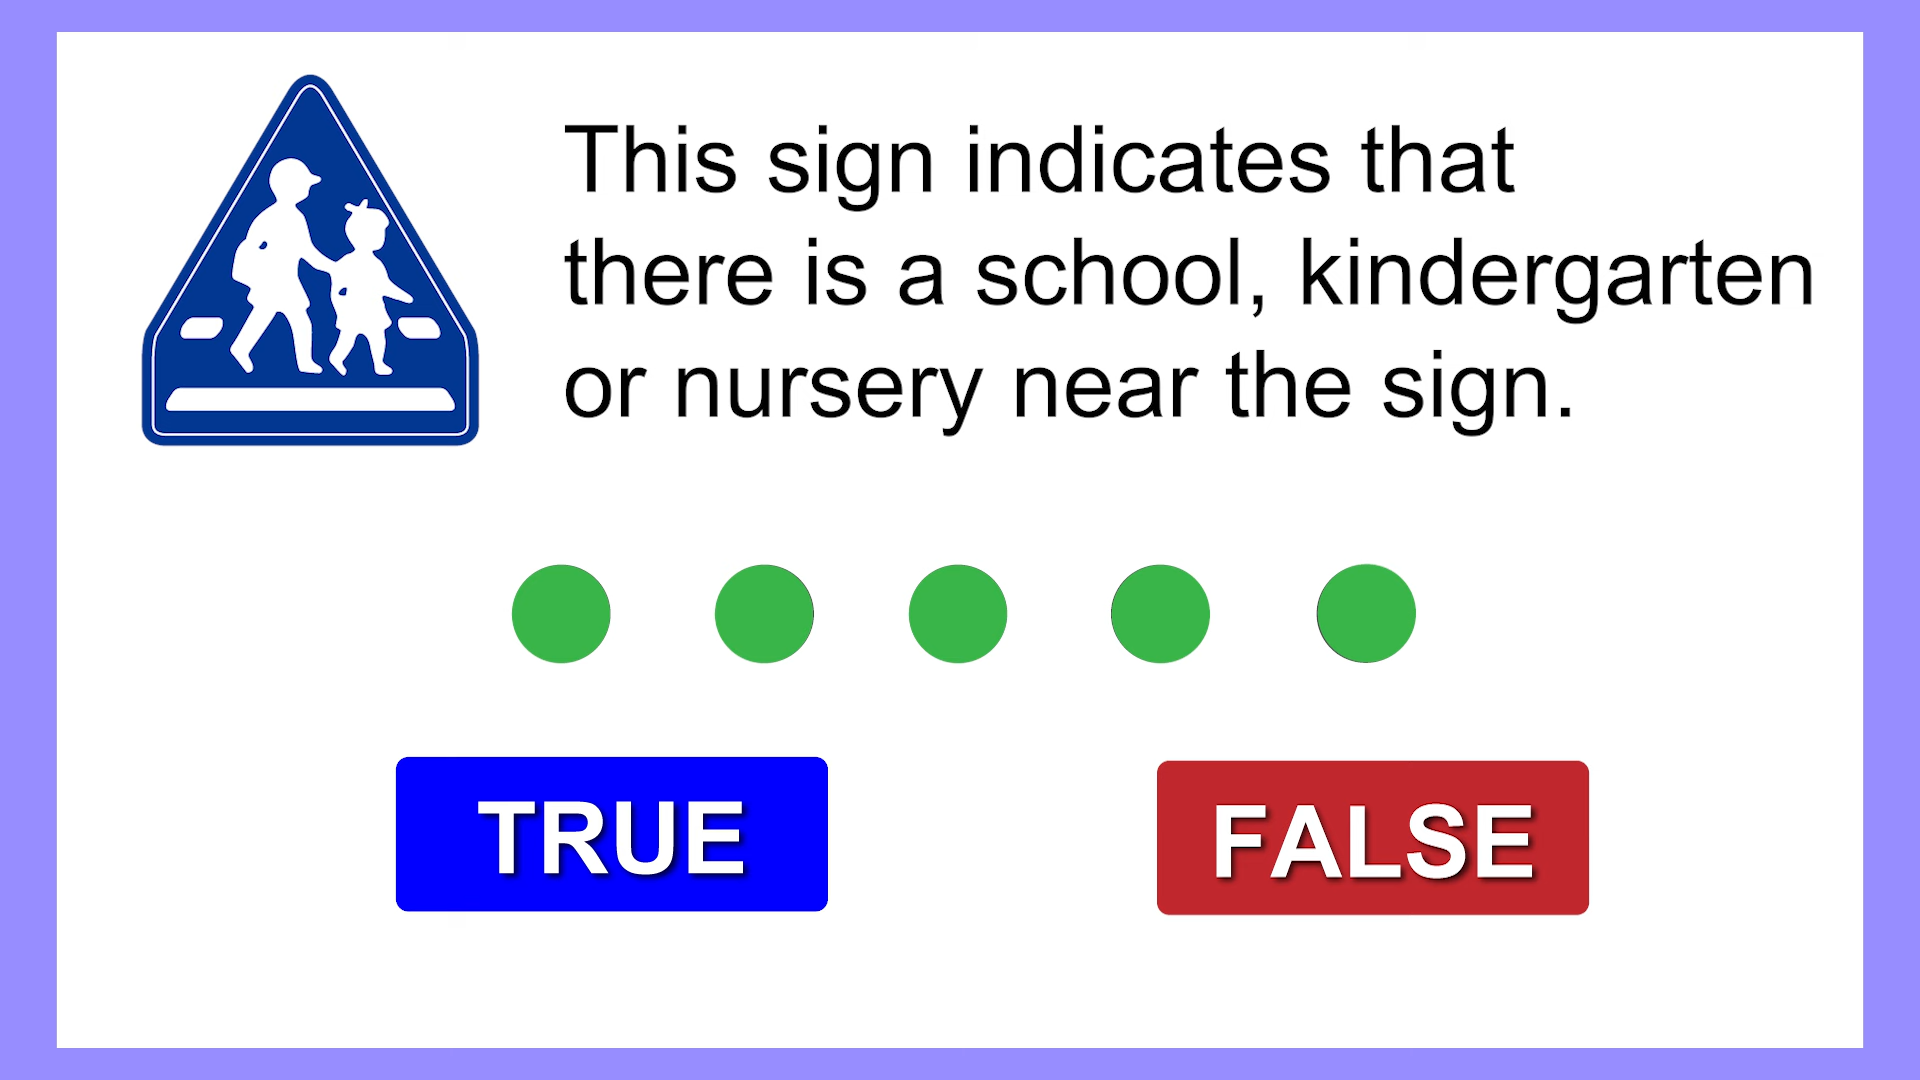 This sign indicates that
there is a school, kindergarten
or nursery near the sign.
TRUE
FALSE